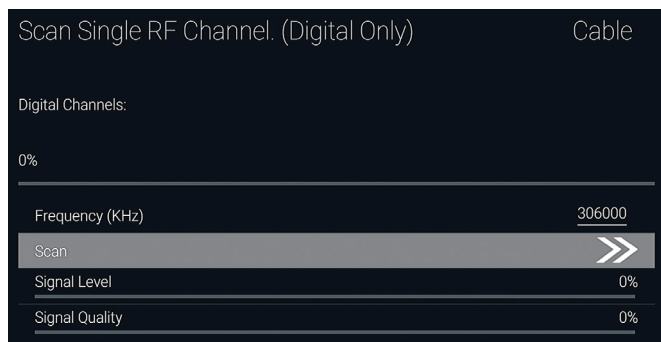 Scan Single RF Channel. (Digital Only) Cable
Digital Channels:
0%
Frequency (KHz) 306000
Scan
Signal Level 0%
Signal Quality 0%